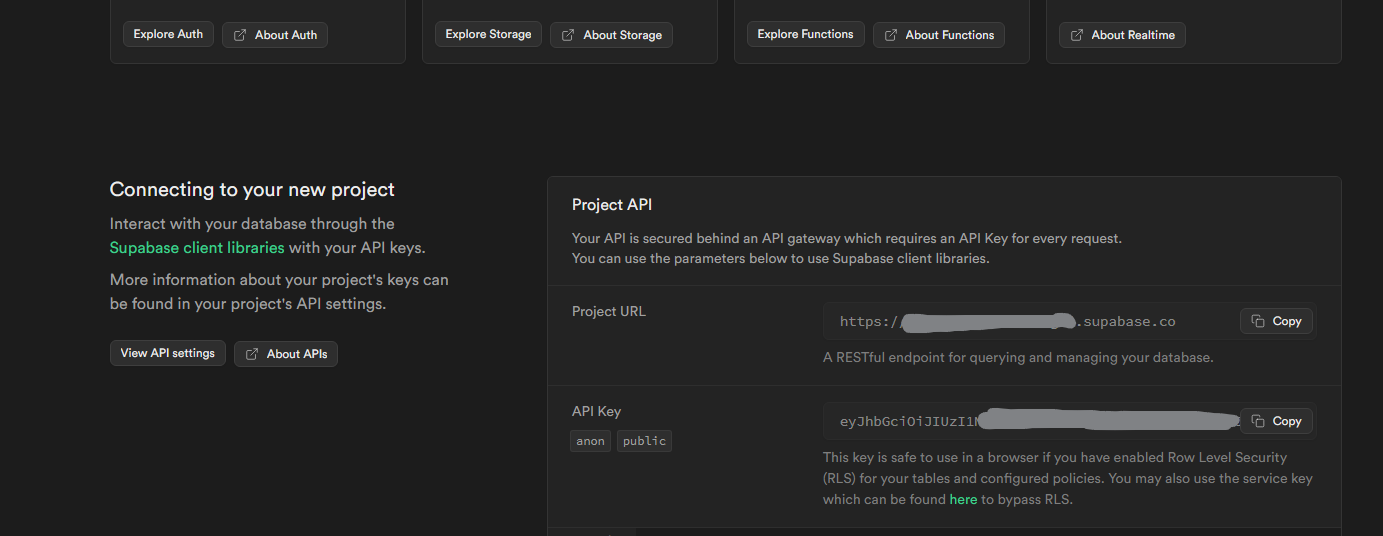 Explore Auth
About Auth
Explore Storage
About Storage
Explore Functions
About Functions
About Realtime
Connecting to your new project
Interact with your database through the
Supabase client libraries with your API keys.
More information about your project's keys can
be found in your project's API settings.
View API settings
About APIs
Project API
Your API is secured behind an API gateway which requires an API Key for every request.
You can use the parameters below to use Supabase client libraries.
Project URL
https:/ .supabase.co
Copy
A RESTful endpoint for querying and managing your database.
API Key
anon
public
eyJhbGciOiJIUzI1
Copy
This key is safe to use in a browser if you have enabled Row Level Security
(RLS) for your tables and configured policies. You may also use the service key
which can be found here to bypass RLS.